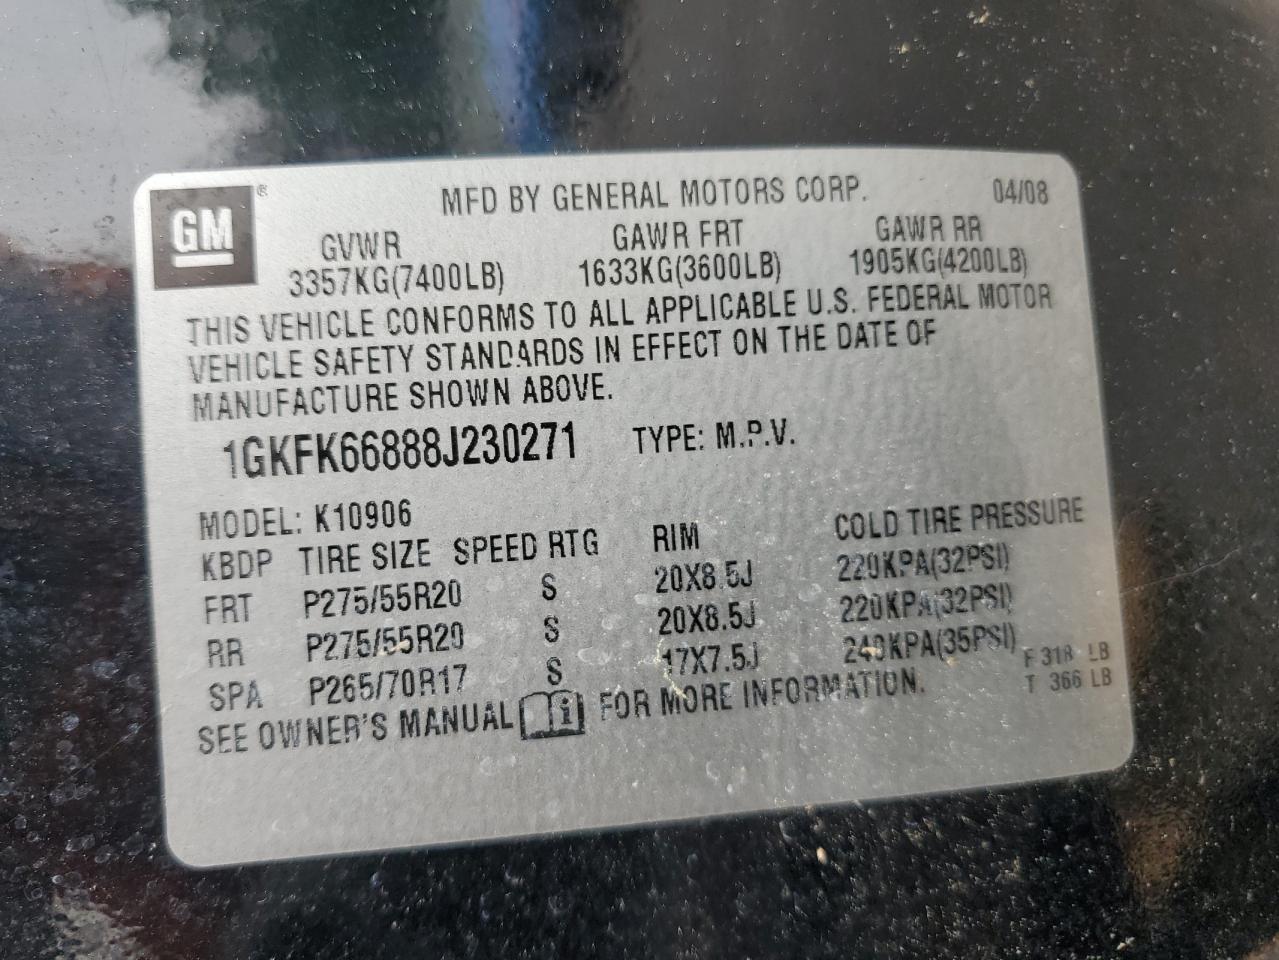 GM ® MFD BY GENERAL MOTORS CORP. 04/08
GVWR GAWR FRT GAWR RR
3357KG(7400LB) 1633KG(3600LB) 1905KG(4200LB)
THIS VEHICLE CONFORMS TO ALL APPLICABLE U.S. FEDERAL MOTOR
VEHICLE SAFETY STANDARDS IN EFFECT ON THE DATE OF
MANUFACTURE SHOWN ABOVE.
1GKFK66888J230271 TYPE: M.P.V.
MODEL: K10906
KBDP TIRE SIZE SPEED RTG RIM COLD TIRE PRESSURE
FRT P275/55R20 S 20X8.5J 220KPA(32PSI)
RR P275/55R20 S 20X8.5J 220KPA(32PSI)
SPA P265/70R17 S 17X7.5J 240KPA(35PSI) F 318 LB
T 366 LB
SEE OWNER'S MANUAL i FOR MORE INFORMATION.